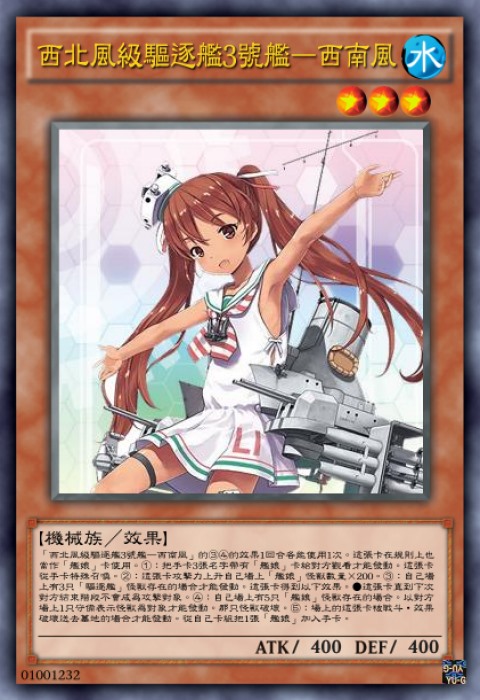 西北風級驅逐艦3號艦—西南風
水
[機械族／效果]
「西北風級驅逐艦3號艦—西南風」的③④的效果1回合各能使用1次。這張卡在規則上也
當作「艦娘」卡使用。①：把手卡3張名字帶有「艦娘」卡給對方觀看才能發動。這張卡
從手卡特殊召喚。②：這張卡攻擊力上升自己場上「艦娘」怪獸數量×200。③：自己場
上有3只「驅逐艦」怪獸存在的場合才能發動。這張卡得到以下效果。●這張卡直到下次
對方結束階段不會成為攻擊對象。④：自己場上有5只「艦娘」怪獸存在的場合，以對方
場上1只守備表示怪獸為對象才能發動。那只怪獸破壞。⑤：場上的這張卡被戰鬥、效果
破壞送去墓地的場合才能發動。從自己卡組把1張「艦娘」加入手卡。
ATK/ 400 DEF/ 400
01001232
LI